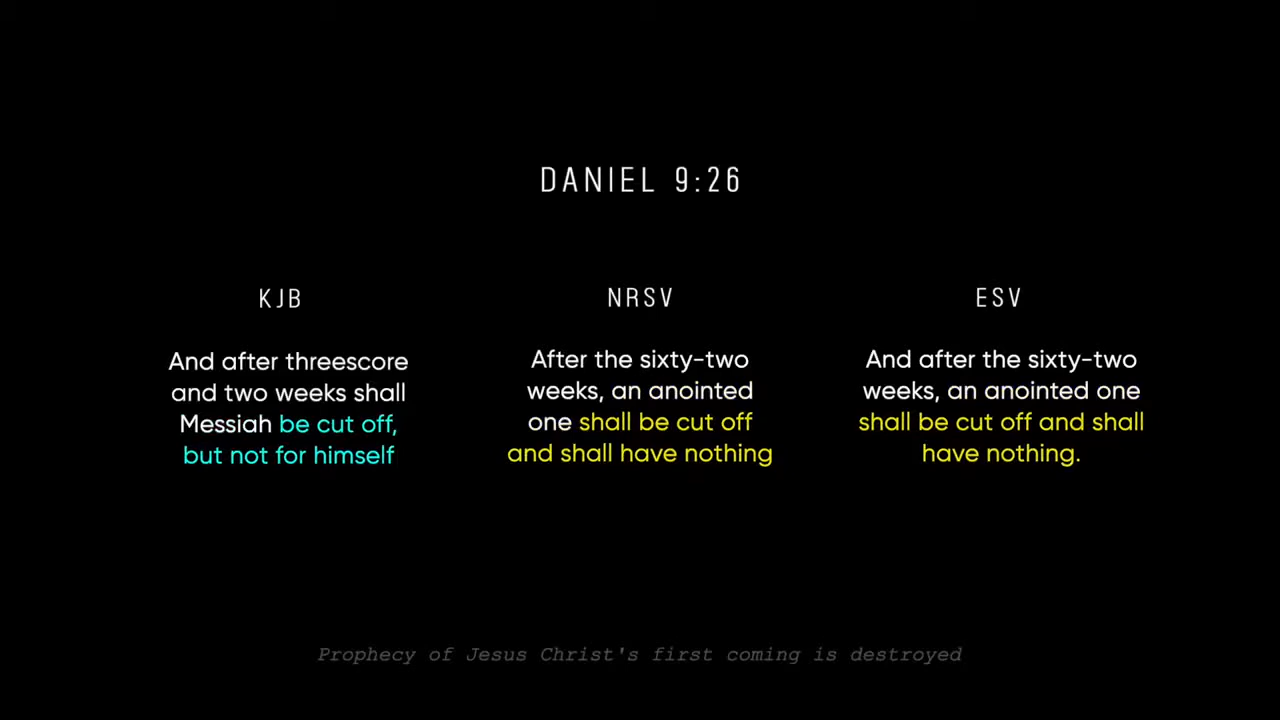 DANIEL 9:26
KJB
And after threescore
and two weeks shall
Messiah be cut off,
but not for himself
NRSV
After the sixty-two
weeks, an anointed
one shall be cut off
and shall have nothing
ESV
And after the sixty-two
weeks, an anointed one
shall be cut off and shall
have nothing.
Prophecy of Jesus Christ's first coming is destroyed